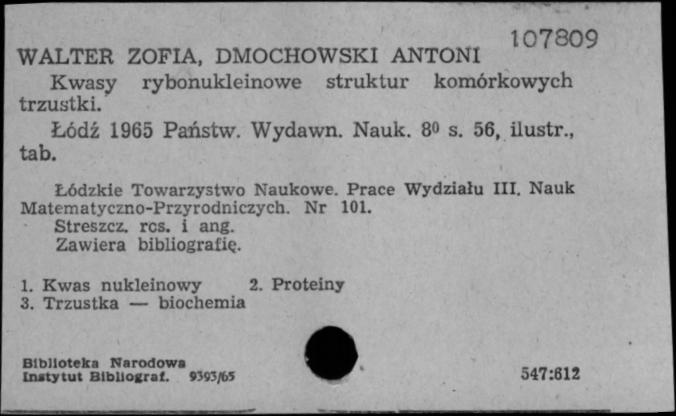 107809
WALTER ZOFIA, DMOCHOWSKI ANTONI
Kwasy rybonukleinowe struktur komórkowych
trzustki.
Łódź 1965 Państw. Wydawn. Nauk. 8⁰ s. 56, ilustr.,
tab.
Łódzkie Towarzystwo Naukowe. Prace Wydziału III. Nauk
Matematyczno-Przyrodniczych. Nr 101.
Streszcz. ros. i ang.
Zawiera bibliografię.
1. Kwas nukleinowy 2. Proteiny
3. Trzustka — biochemia
Biblioteka Narodowa
Instytut Bibliograf. 9393/65
547:612